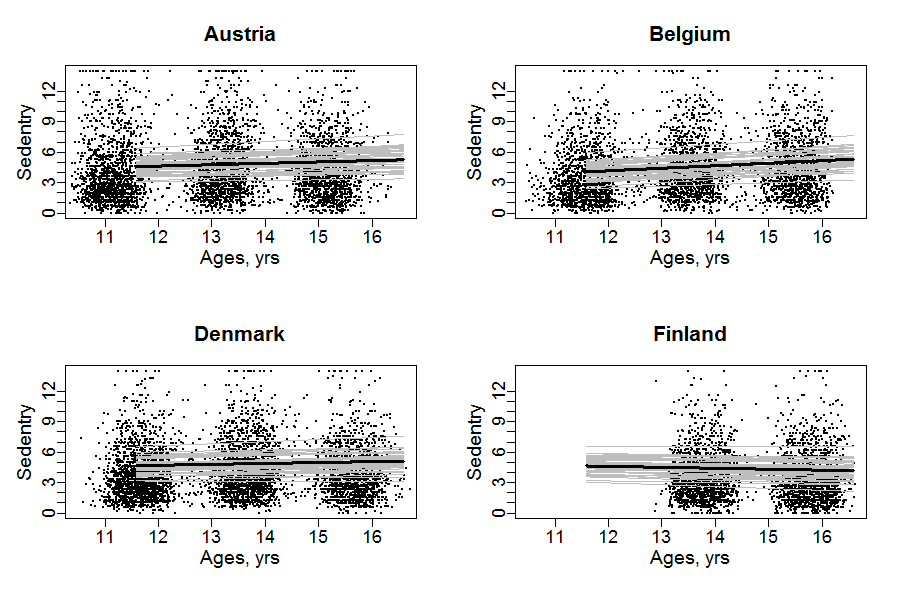 Austria
Sedentry
0 3 6 9 12
11 12 13 14 15 16
Ages, yrs
Belgium
Sedentry
0 3 6 9 12
11 12 13 14 15 16
Ages, yrs
Denmark
Sedentry
0 3 6 9 12
11 12 13 14 15 16
Ages, yrs
Finland
Sedentry
0 3 6 9 12
11 12 13 14 15 16
Ages, yrs